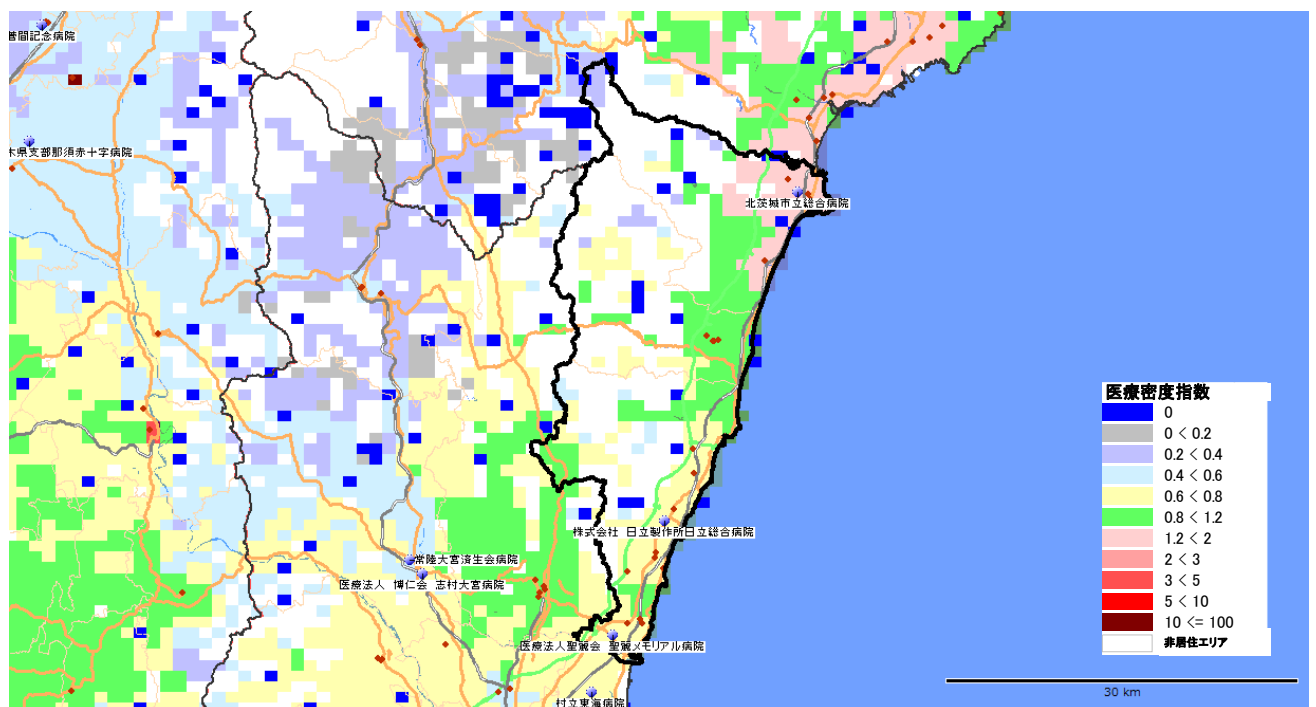 菅間記念病院
木県支部那須赤十字病院
北茨城市立総合病院
医療密度指数
0
0 < 0.2
0.2 < 0.4
0.4 < 0.6
0.6 < 0.8
0.8 < 1.2
1.2 < 2
2 < 3
3 < 5
5 < 10
10 <= 100
非居住エリア
株式会社 日立製作所日立総合病院
常陸大宮済生会病院
医療法人 博仁会 志村大宮病院
医療法人聖麗会 聖麗メモリアル病院
村立東海病院
30 km